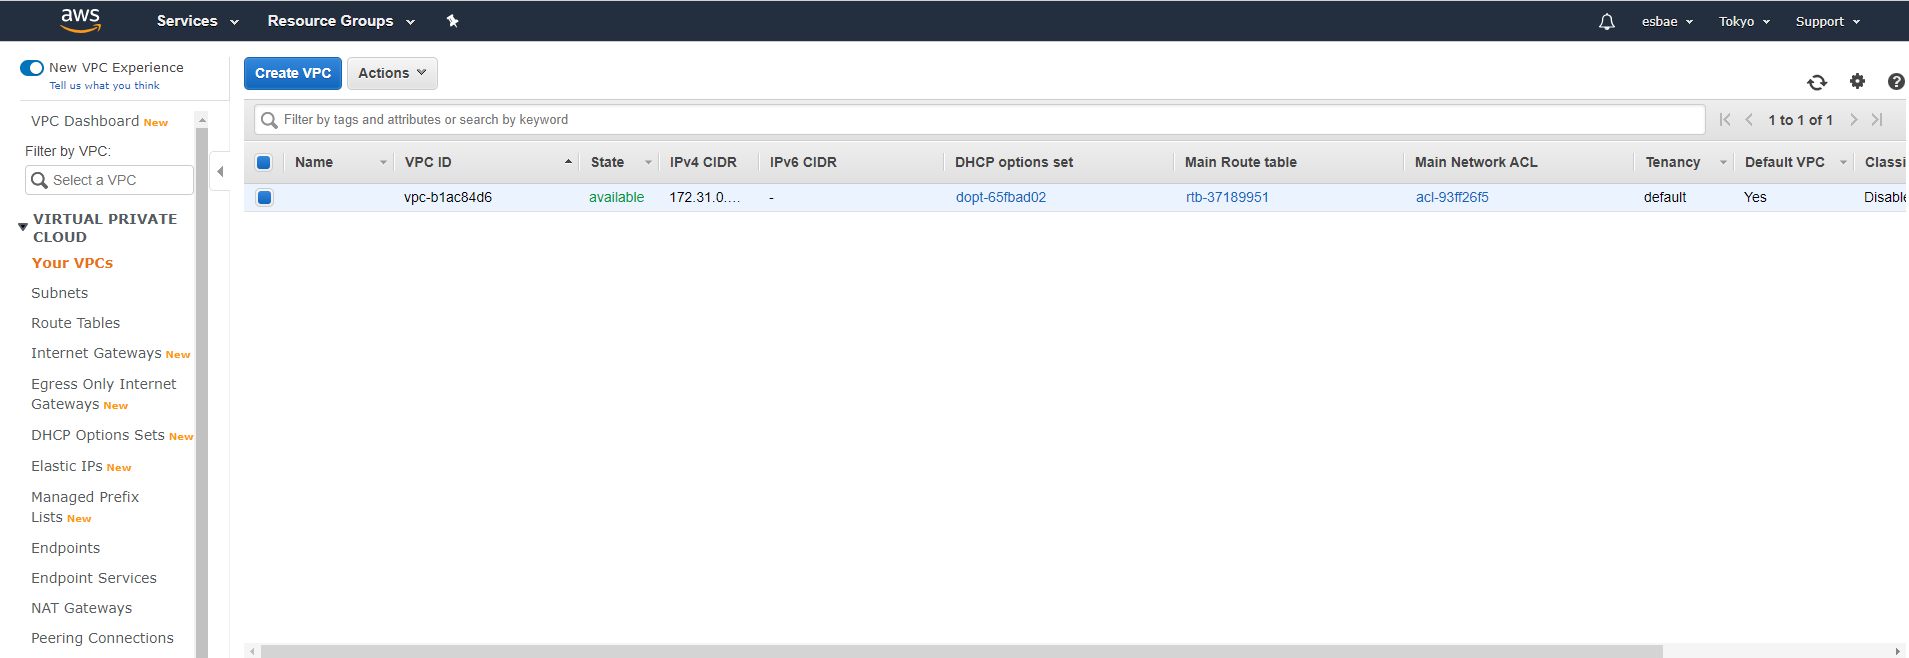 aws Services Resource Groups esbae Tokyo Support
New VPC Experience
Tell us what you think
VPC Dashboard New
Filter by VPC:
Select a VPC
VIRTUAL PRIVATE
CLOUD
Your VPCs
Subnets
Route Tables
Internet Gateways New
Egress Only Internet
Gateways New
DHCP Options Sets New
Elastic IPs New
Managed Prefix
Lists New
Endpoints
Endpoint Services
NAT Gateways
Peering Connections
Create VPC Actions
Filter by tags and attributes or search by keyword 1 to 1 of 1
Name VPC ID State IPv4 CIDR IPv6 CIDR DHCP options set Main Route table Main Network ACL Tenancy Default VPC Classi
vpc-b1ac84d6 available 172.31.0.... - dopt-65fbad02 rtb-37189951 acl-93ff26f5 default Yes Disable